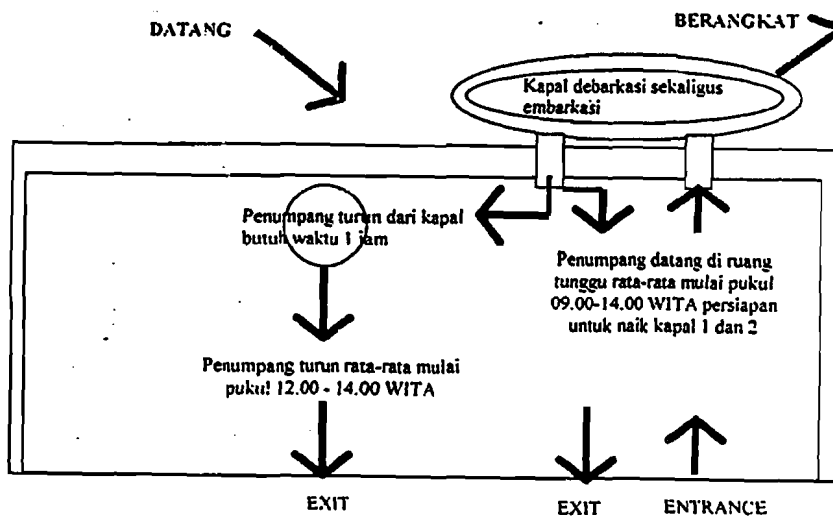 DATANG
BERANGKAT
Kapal debarkasi sekaligus
embarkasi
Penumpang turun dari kapal
butuh waktu 1 jam
Penumpang datang di ruang
tunggu rata-rata mulai pukul
09.00-14.00 WITA persiapan
untuk naik kapal 1 dan 2
Penumpang turun rata-rata mulai
pukul 12.00 - 14.00 WITA
EXIT
EXIT
ENTRANCE